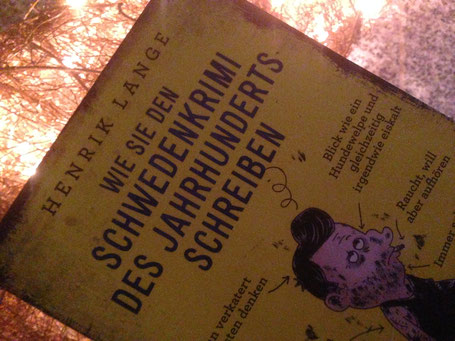 HENRIK LANGE
WIE SIE DEN
SCHWEDENKRIMI
DES JAHRHUNDERTS
SCHREIBEN
Blick wie ein
Hundewelpe und
gleichzeitig
irgendwie eiskalt
Raucht, will
aber aufhören
Immer
verkatert
denken